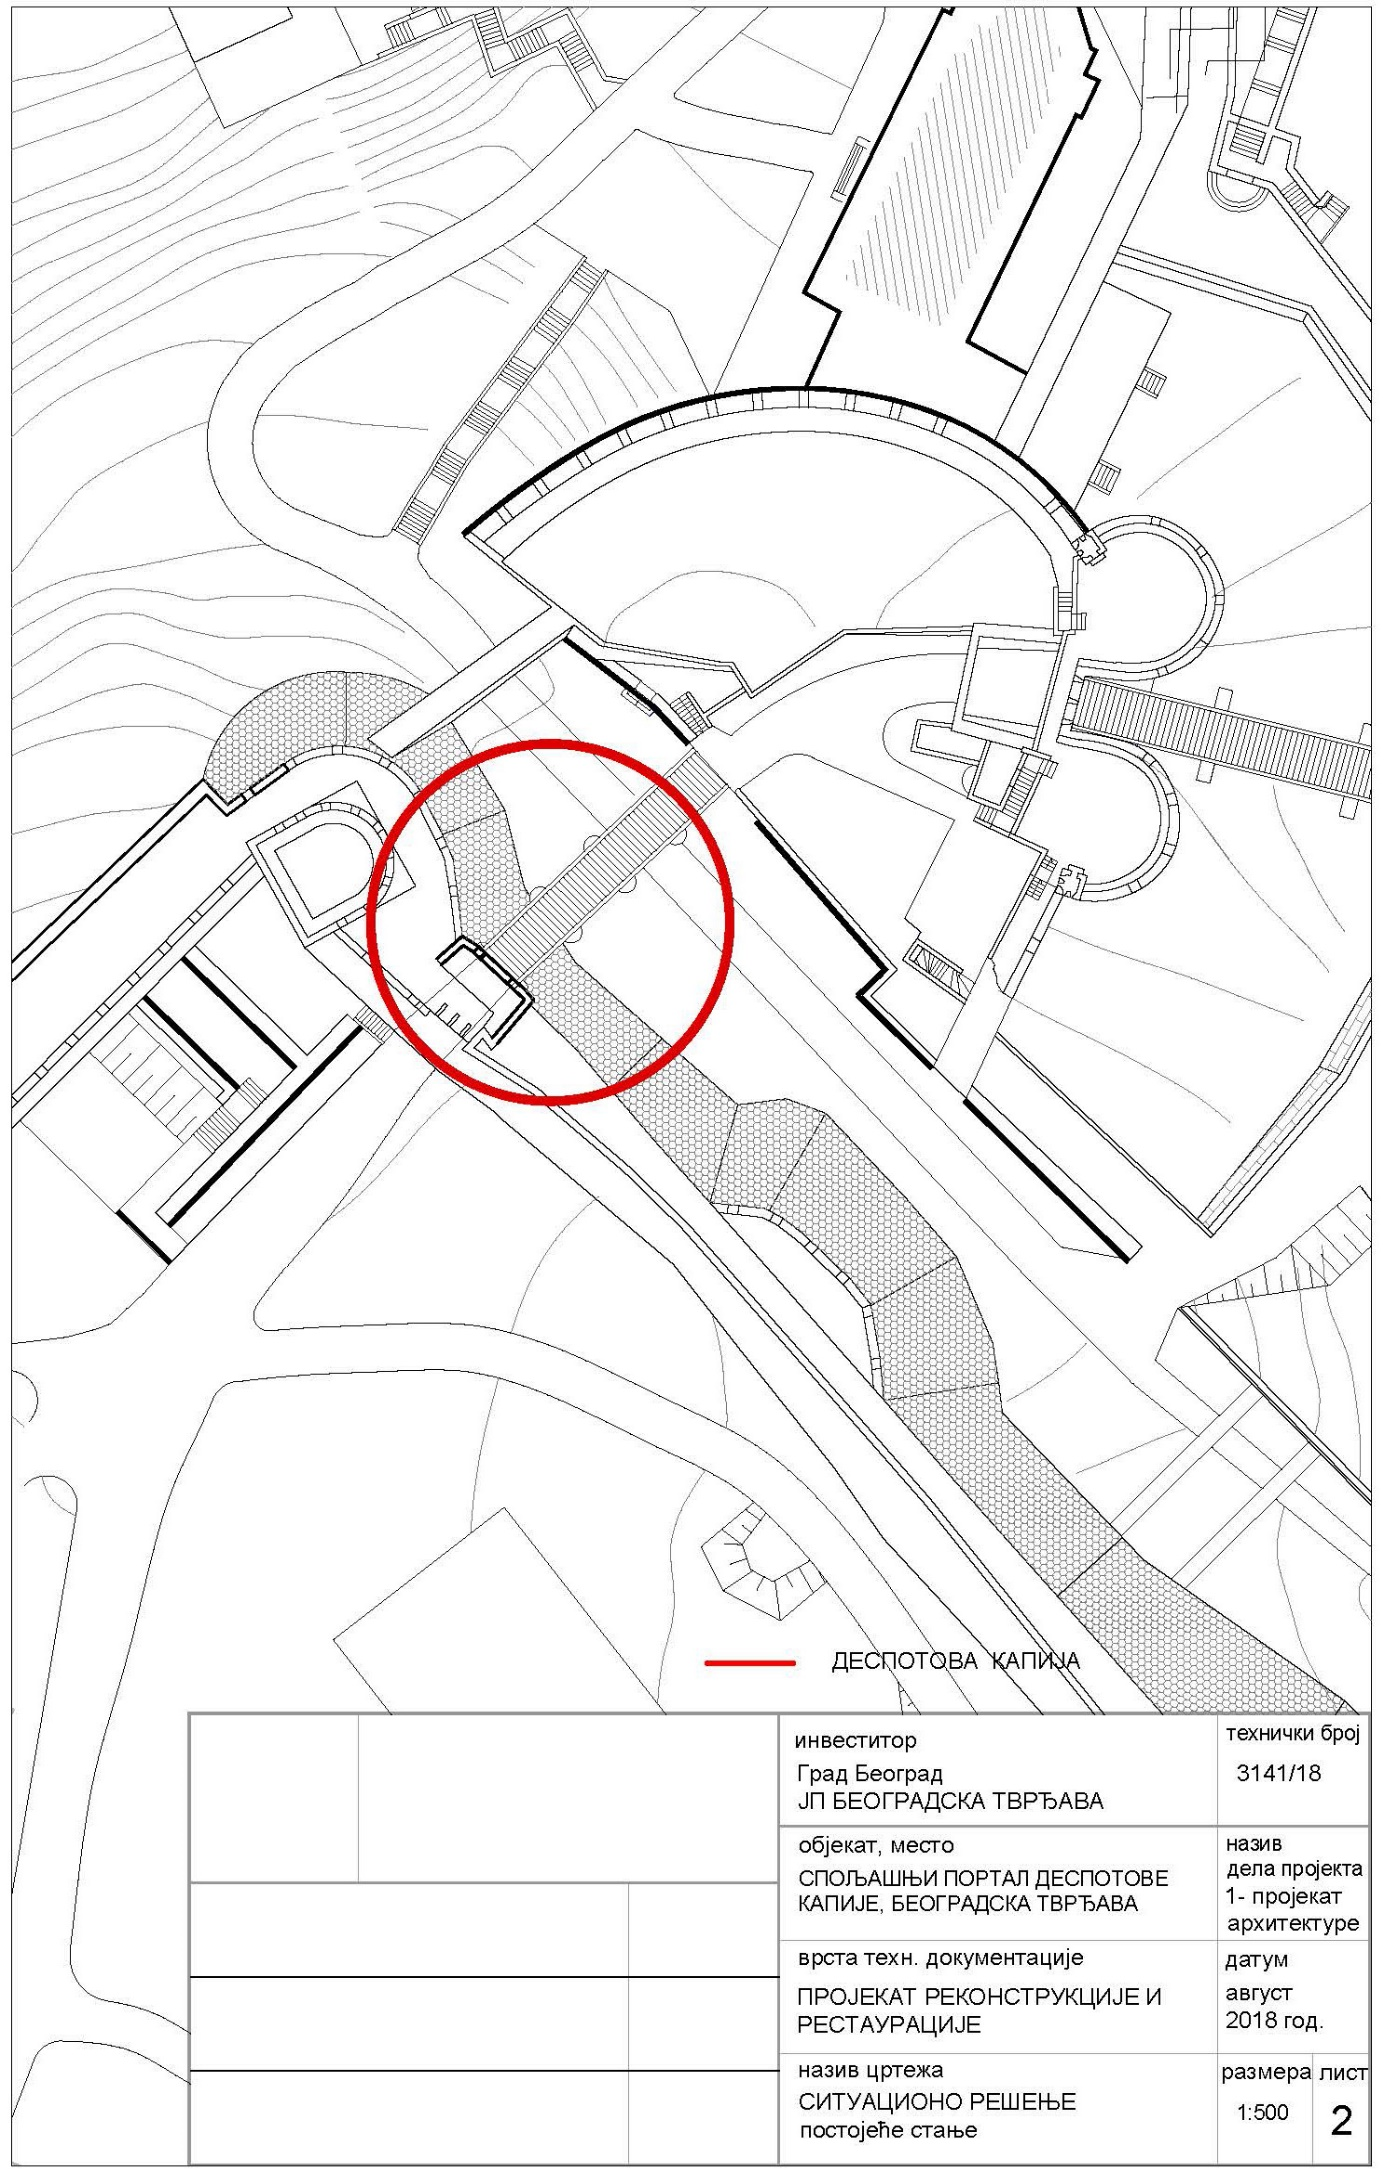 ДЕСПОТОВА КАПИЈА
инвеститор
Град Београд
ЈП БЕОГРАДСКА ТВРЂАВА
технички број
3141/18
објекат, место
СПОЉАШЊИ ПОРТАЛ ДЕСПОТОВЕ
КАПИЈЕ, БЕОГРАДСКА ТВРЂАВА
назив
дела пројекта
1- пројекат
архитектуре
врста техн. документације
ПРОЈЕКАТ РЕКОНСТРУКЦИЈЕ И
РЕСТАУРАЦИЈЕ
датум
август
2018 год.
назив цртежа
СИТУАЦИОНО РЕШЕЊЕ
постојеће стање
размера
1:500
лист
2